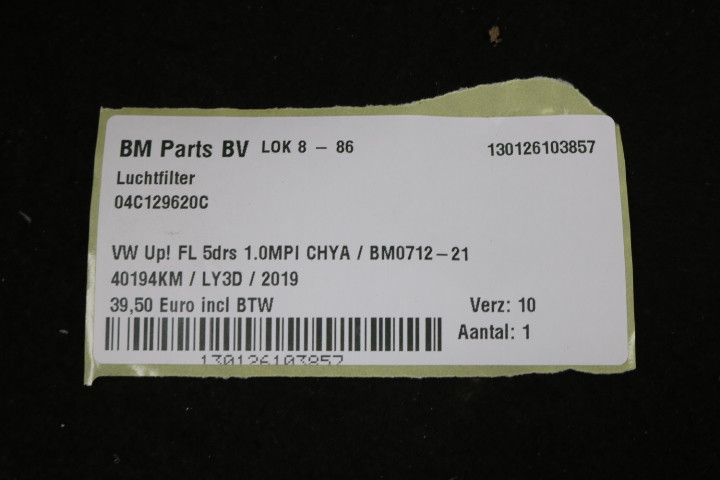 BM Parts BV LOK 8 - 86 130126103857
Luchtfilter
04C129620C
VW Up! FL 5drs 1.0MPI CHYA / BM0712-21
40194KM / LY3D / 2019
39,50 Euro incl BTW Verz: 10
Aantal: 1
130126103857